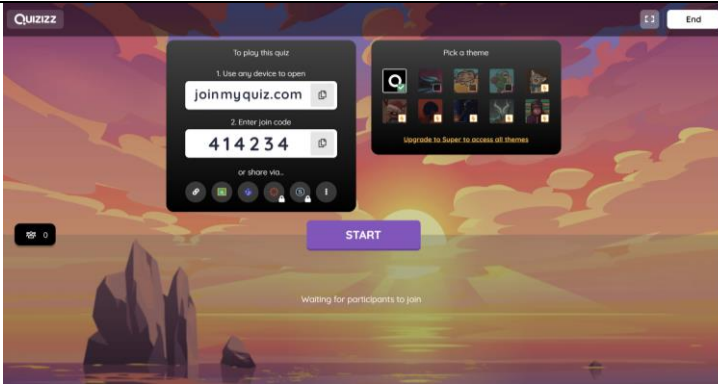 QUIZIZZ
End
To play this quiz
1. Use any device to open
joinmyquiz.com
2. Enter join code
414234
or share via...
Pick a theme
Upgrade to Super to access all themes
0
START
Waiting for participants to join